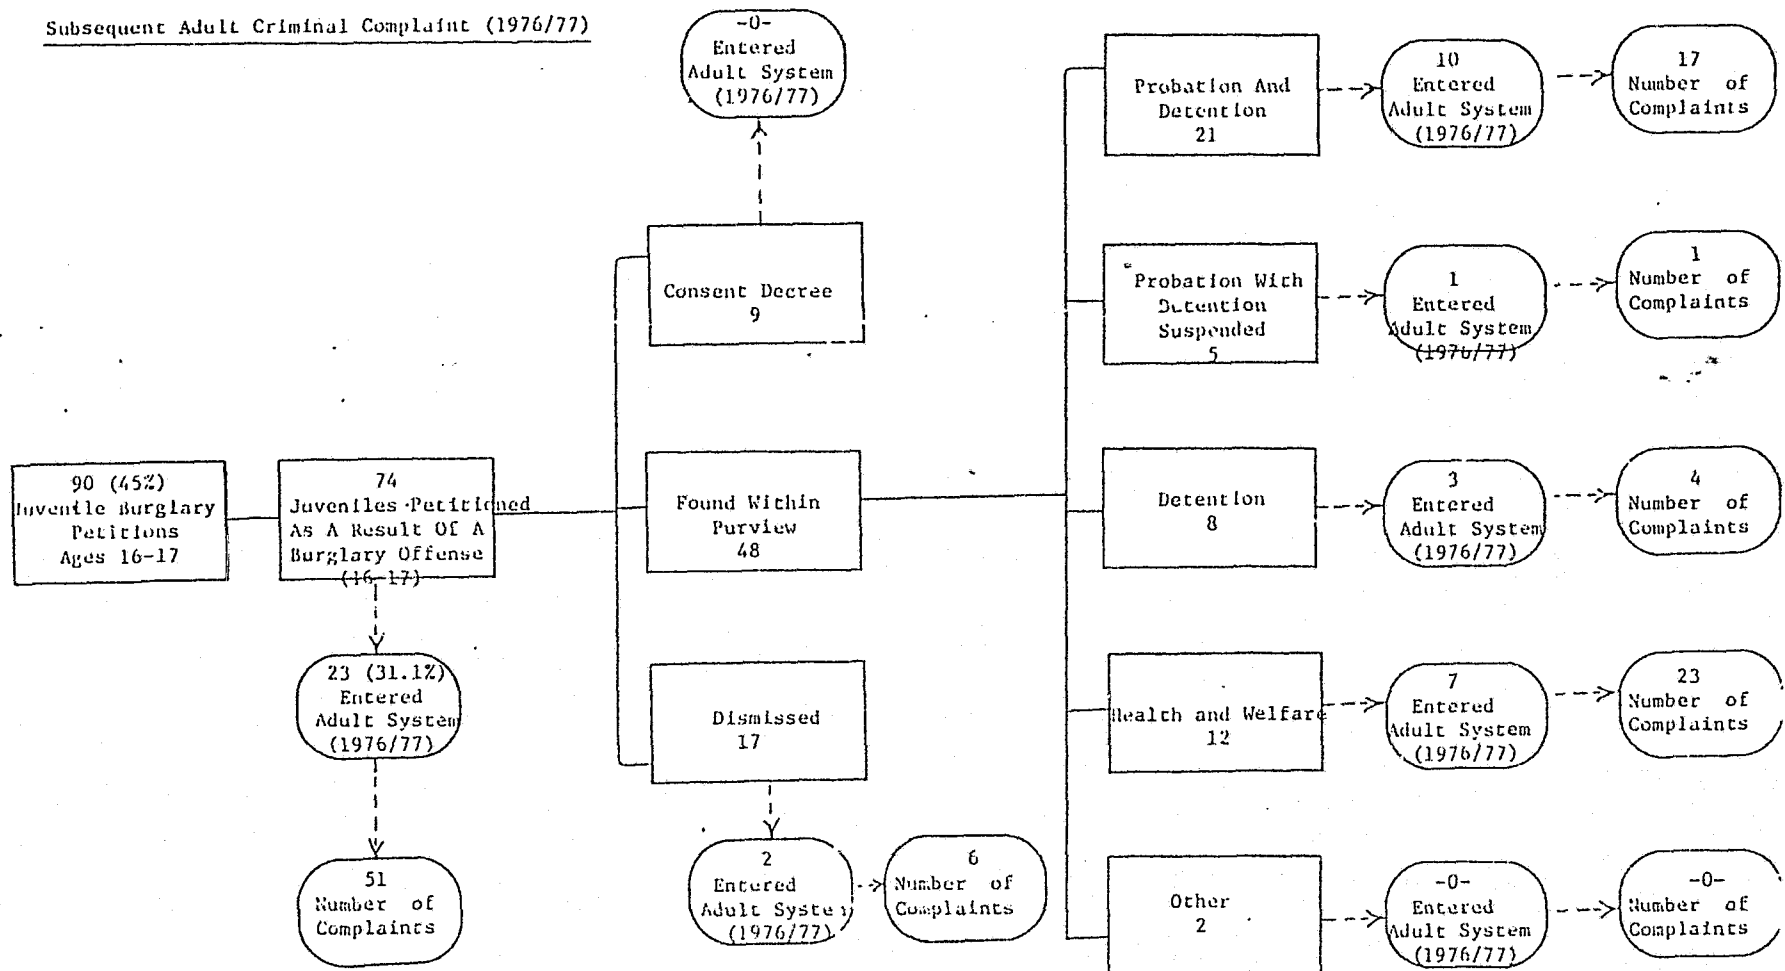 Subsequent Adult Criminal Complaint (1976/77)
-0-
Entered
Adult System
(1976/77)
Consent Decree
9
90 (45%)
Juvenile Burglary
Petitions
Ages 16-17
74
Juveniles Petitioned
As A Result Of A
Burglary Offense
(16-17)
23 (31.1%)
Entered
Adult System
(1976/77)
51
Number of
Complaints
Found Within
Purview
48
Dismissed
17
2
Entered
Adult System
(1976/77)
6
Number of
Complaints
Probation And
Detention
21
10
Entered
Adult System
(1976/77)
17
Number of
Complaints
Probation With
Detention
Suspended
5
1
Entered
Adult System
(1976/77)
1
Number of
Complaints
Detention
8
3
Entered
Adult System
(1976/77)
4
Number of
Complaints
Health and Welfare
12
7
Entered
Adult System
(1976/77)
23
Number of
Complaints
Other
2
-0-
Entered
Adult System
(1976/77)
-0-
Number of
Complaints